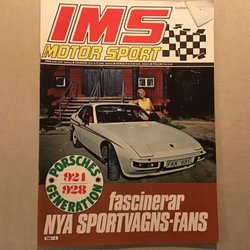 IMS
MOTOR SPORT
PORSCHES
924
928
GENERATION
fascinerar
NYA SPORTVAGNS-FANS